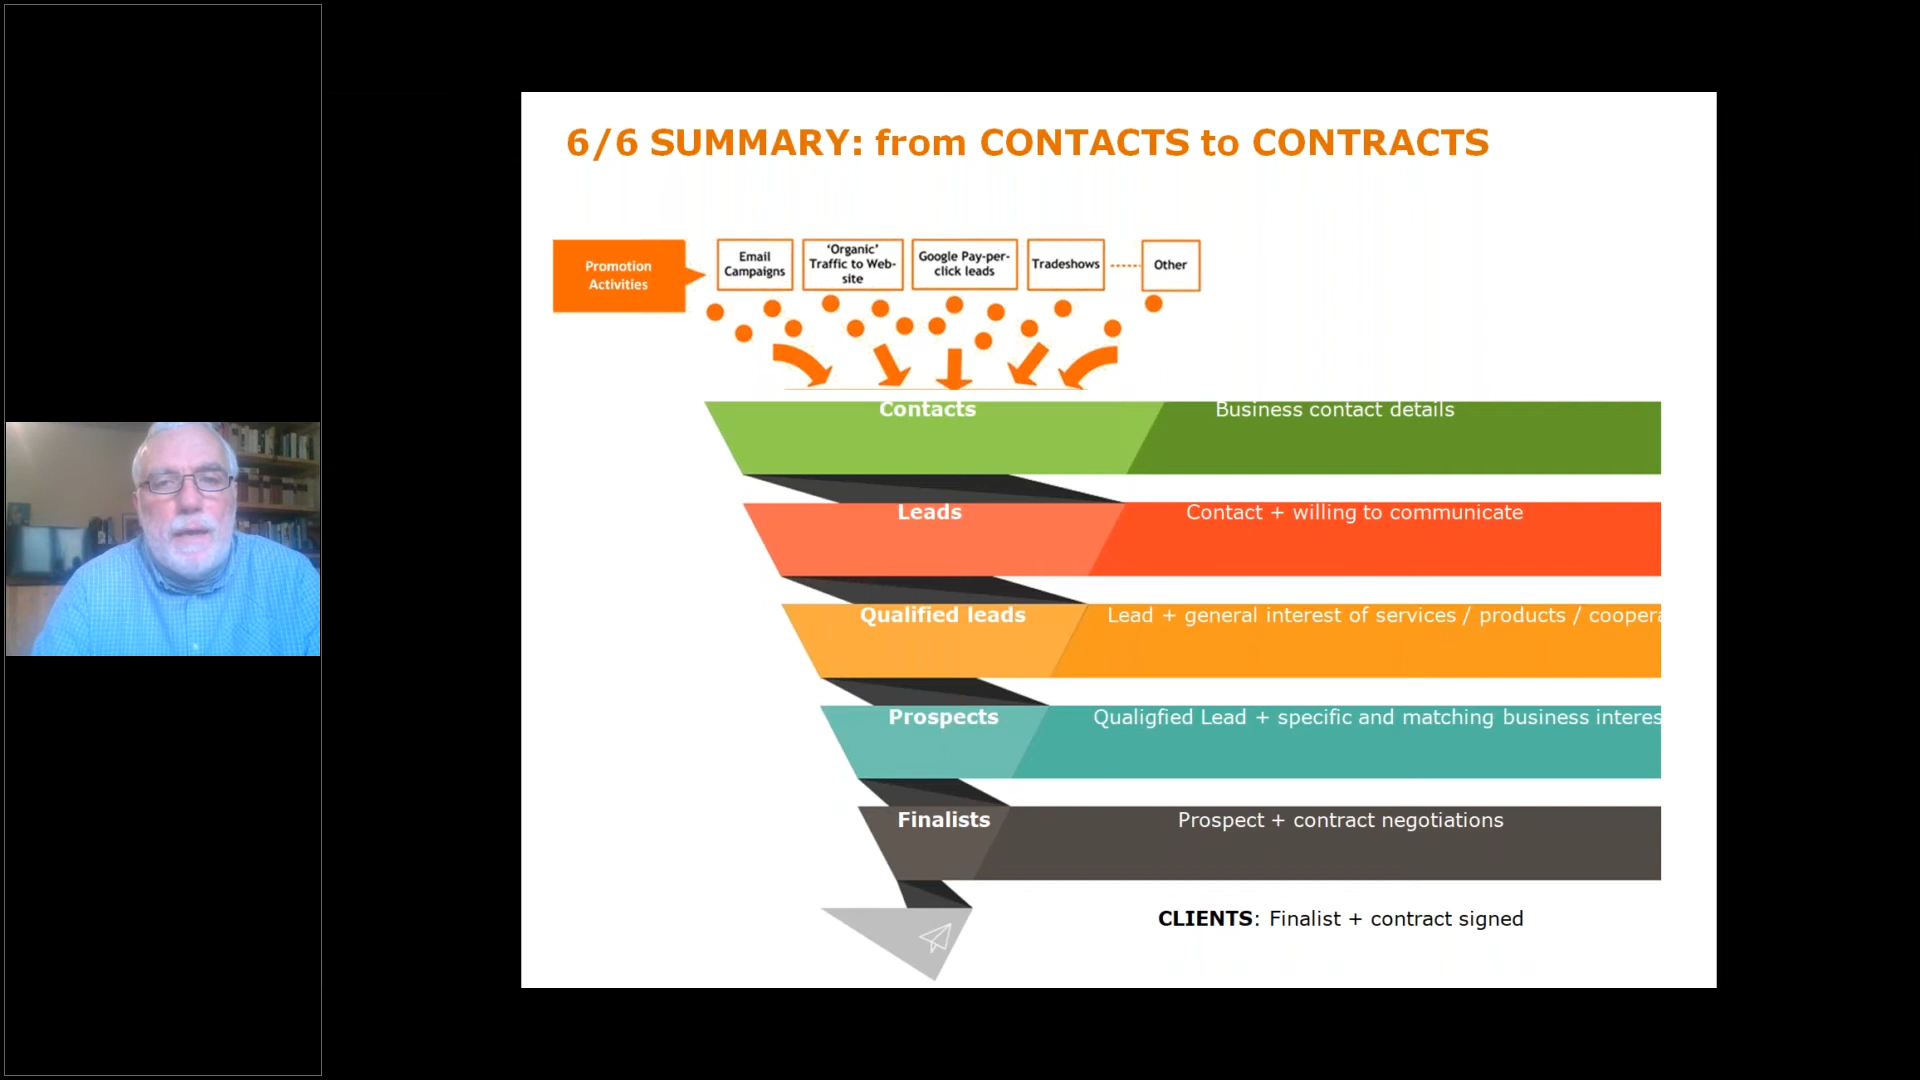 6/6 SUMMARY: from CONTACTS to CONTRACTS
Promotion
Activities
Email
Campaigns
‘Organic’
Traffic to Web-
site
Google Pay-per-
click leads
Tradeshows
Other
Contacts
Business contact details
Leads
Contact + willing to communicate
Qualified leads
Lead + general interest of services / products / coopera
Prospects
Qualigfied Lead + specific and matching business interes
Finalists
Prospect + contract negotiations
CLIENTS: Finalist + contract signed